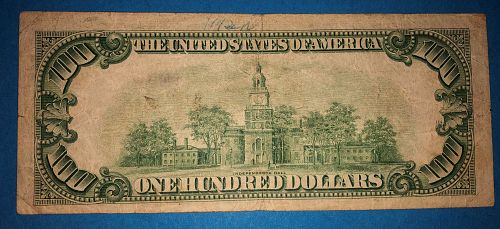 THE UNITED STATES OF AMERICA
100 100
INDEPENDENCE HALL
100 100
ONE HUNDRED DOLLARS